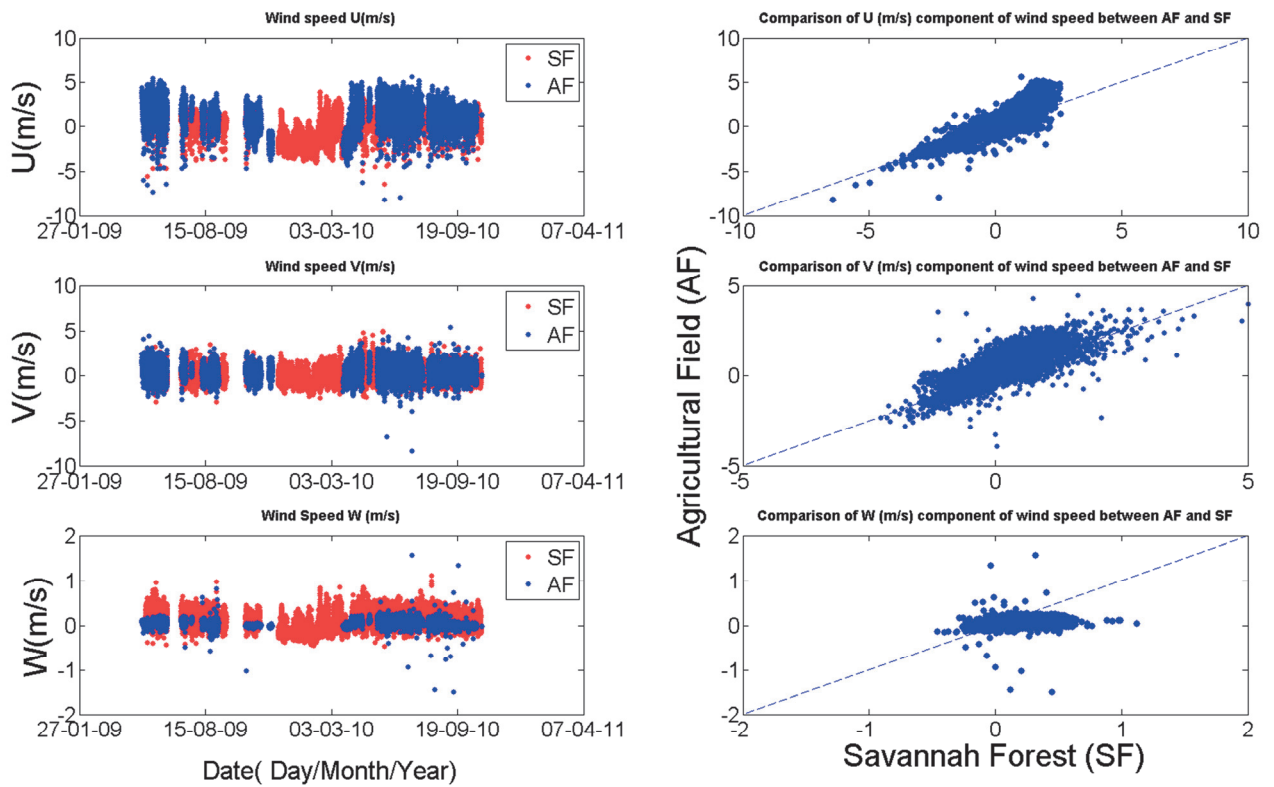 Wind speed U(m/s)
10
5
0
-5
-10
U(m/s)
SF
AF
27-01-09 15-08-09 03-03-10 19-09-10 07-04-11
Comparison of U (m/s) component of wind speed between AF and SF
10
5
0
-5
-10
-10 -5 0 5 10
Wind speed V(m/s)
10
5
0
-5
-10
V(m/s)
SF
AF
27-01-09 15-08-09 03-03-10 19-09-10 07-04-11
Comparison of V (m/s) component of wind speed between AF and SF
5
0
-5
-5 0 5
Agricultural Field (AF)
Wind Speed W (m/s)
2
1
0
-1
-2
W(m/s)
SF
AF
27-01-09 15-08-09 03-03-10 19-09-10 07-04-11
Date( Day/Month/Year)
Comparison of W (m/s) component of wind speed between AF and SF
2
1
0
-1
-2
-2 -1 0 1 2
Savannah Forest (SF)